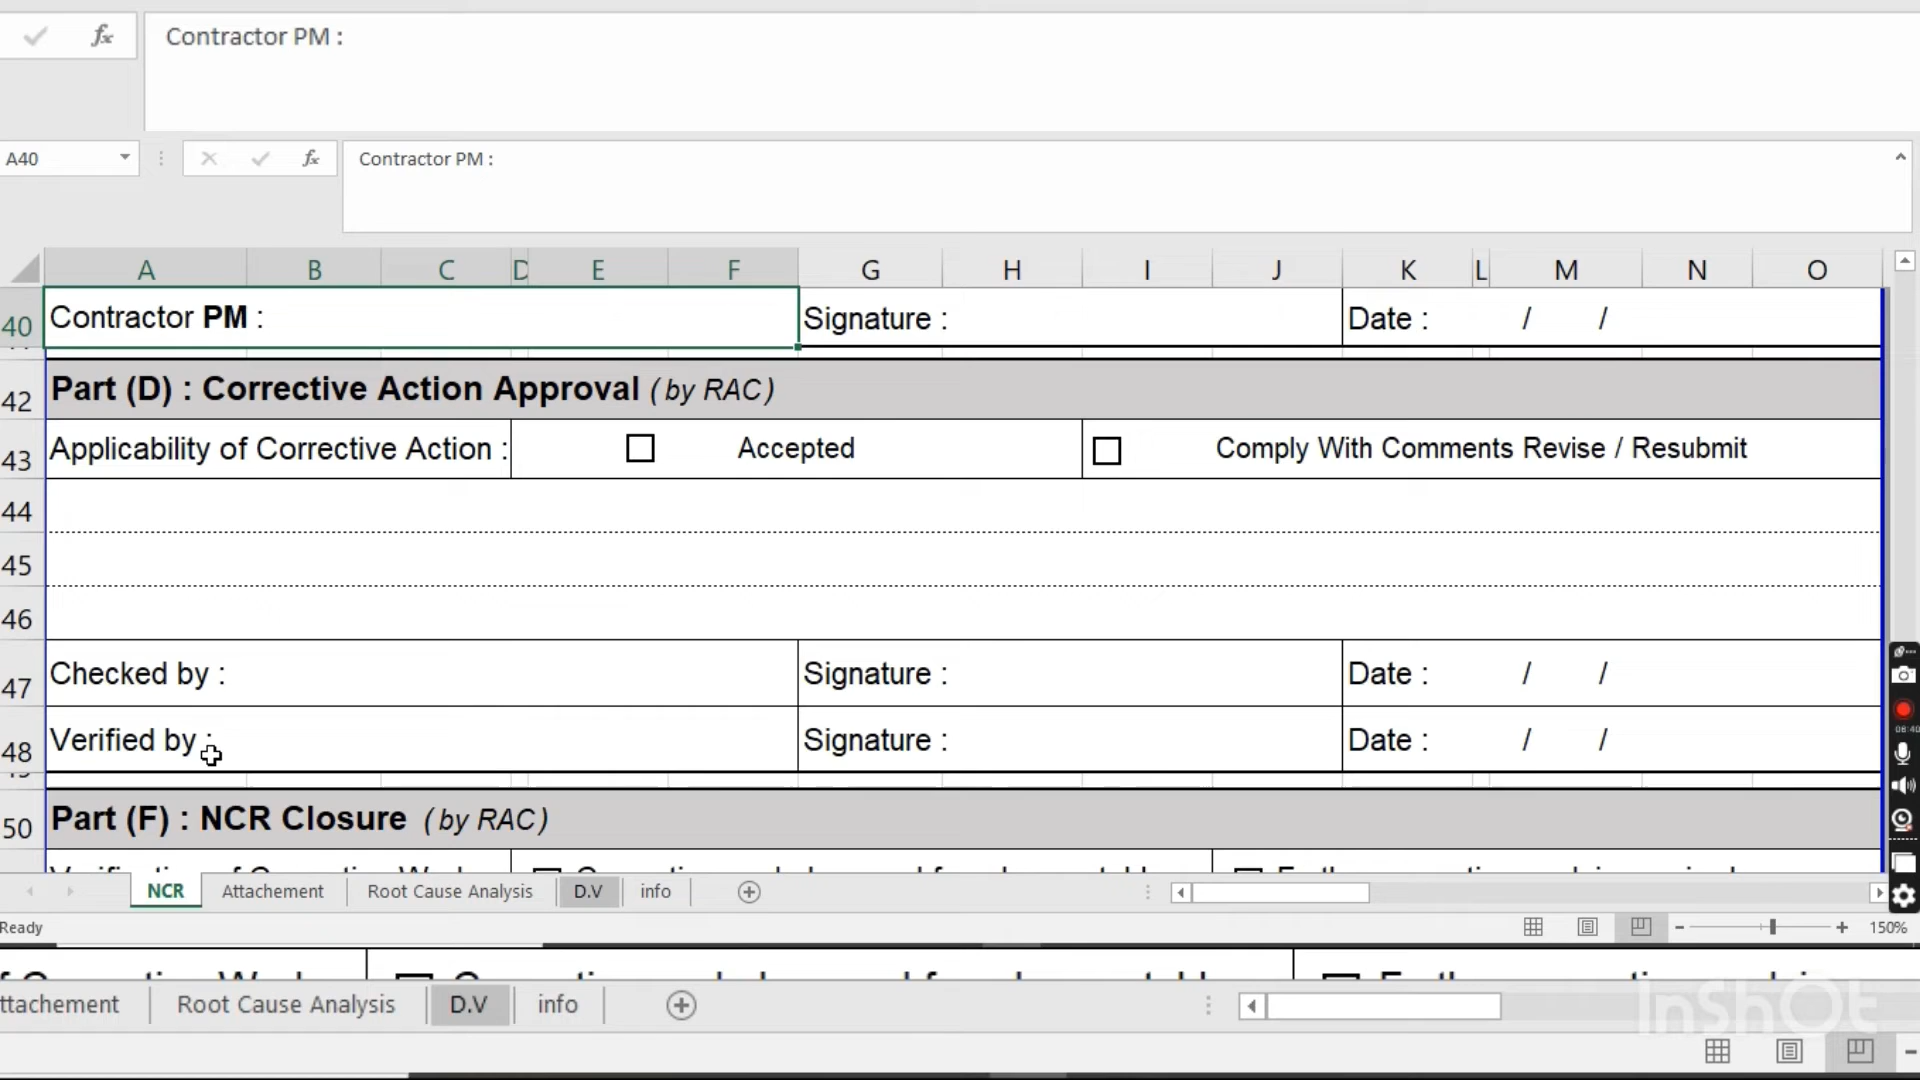 Contractor PM :
A40
Contractor PM :
A B C D E F G H I J K L M N O
40 Contractor PM : Signature : Date : / /
42 Part (D) : Corrective Action Approval (by RAC)
43 Applicability of Corrective Action : Accepted Comply With Comments Revise / Resubmit
44
45
46
47 Checked by : Signature : Date : / /
48 Verified by : Signature : Date : / /
50 Part (F) : NCR Closure (by RAC)
NCR Attachement Root Cause Analysis D.V info
Ready 150%
ttachement Root Cause Analysis D.V info
InShOt
08:40